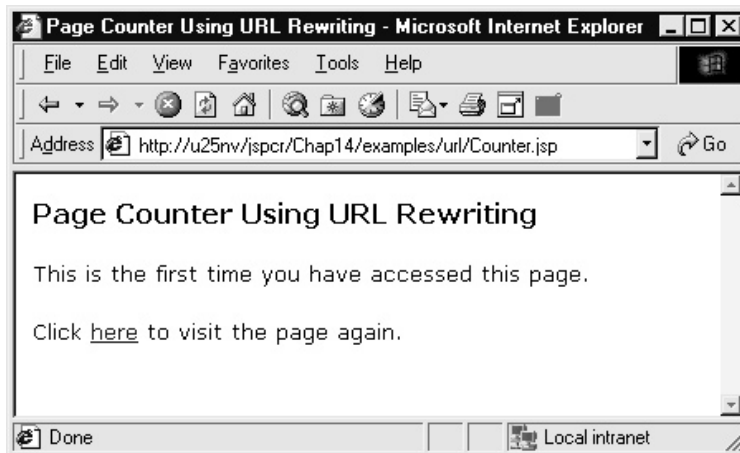 Page Counter Using URL Rewriting - Microsoft Internet Explorer
File Edit View Favorites Tools Help
Address http://u25nv/jspcr/Chap14/examples/url/Counter.jsp Go
Page Counter Using URL Rewriting
This is the first time you have accessed this page.
Click here to visit the page again.
Done Local intranet